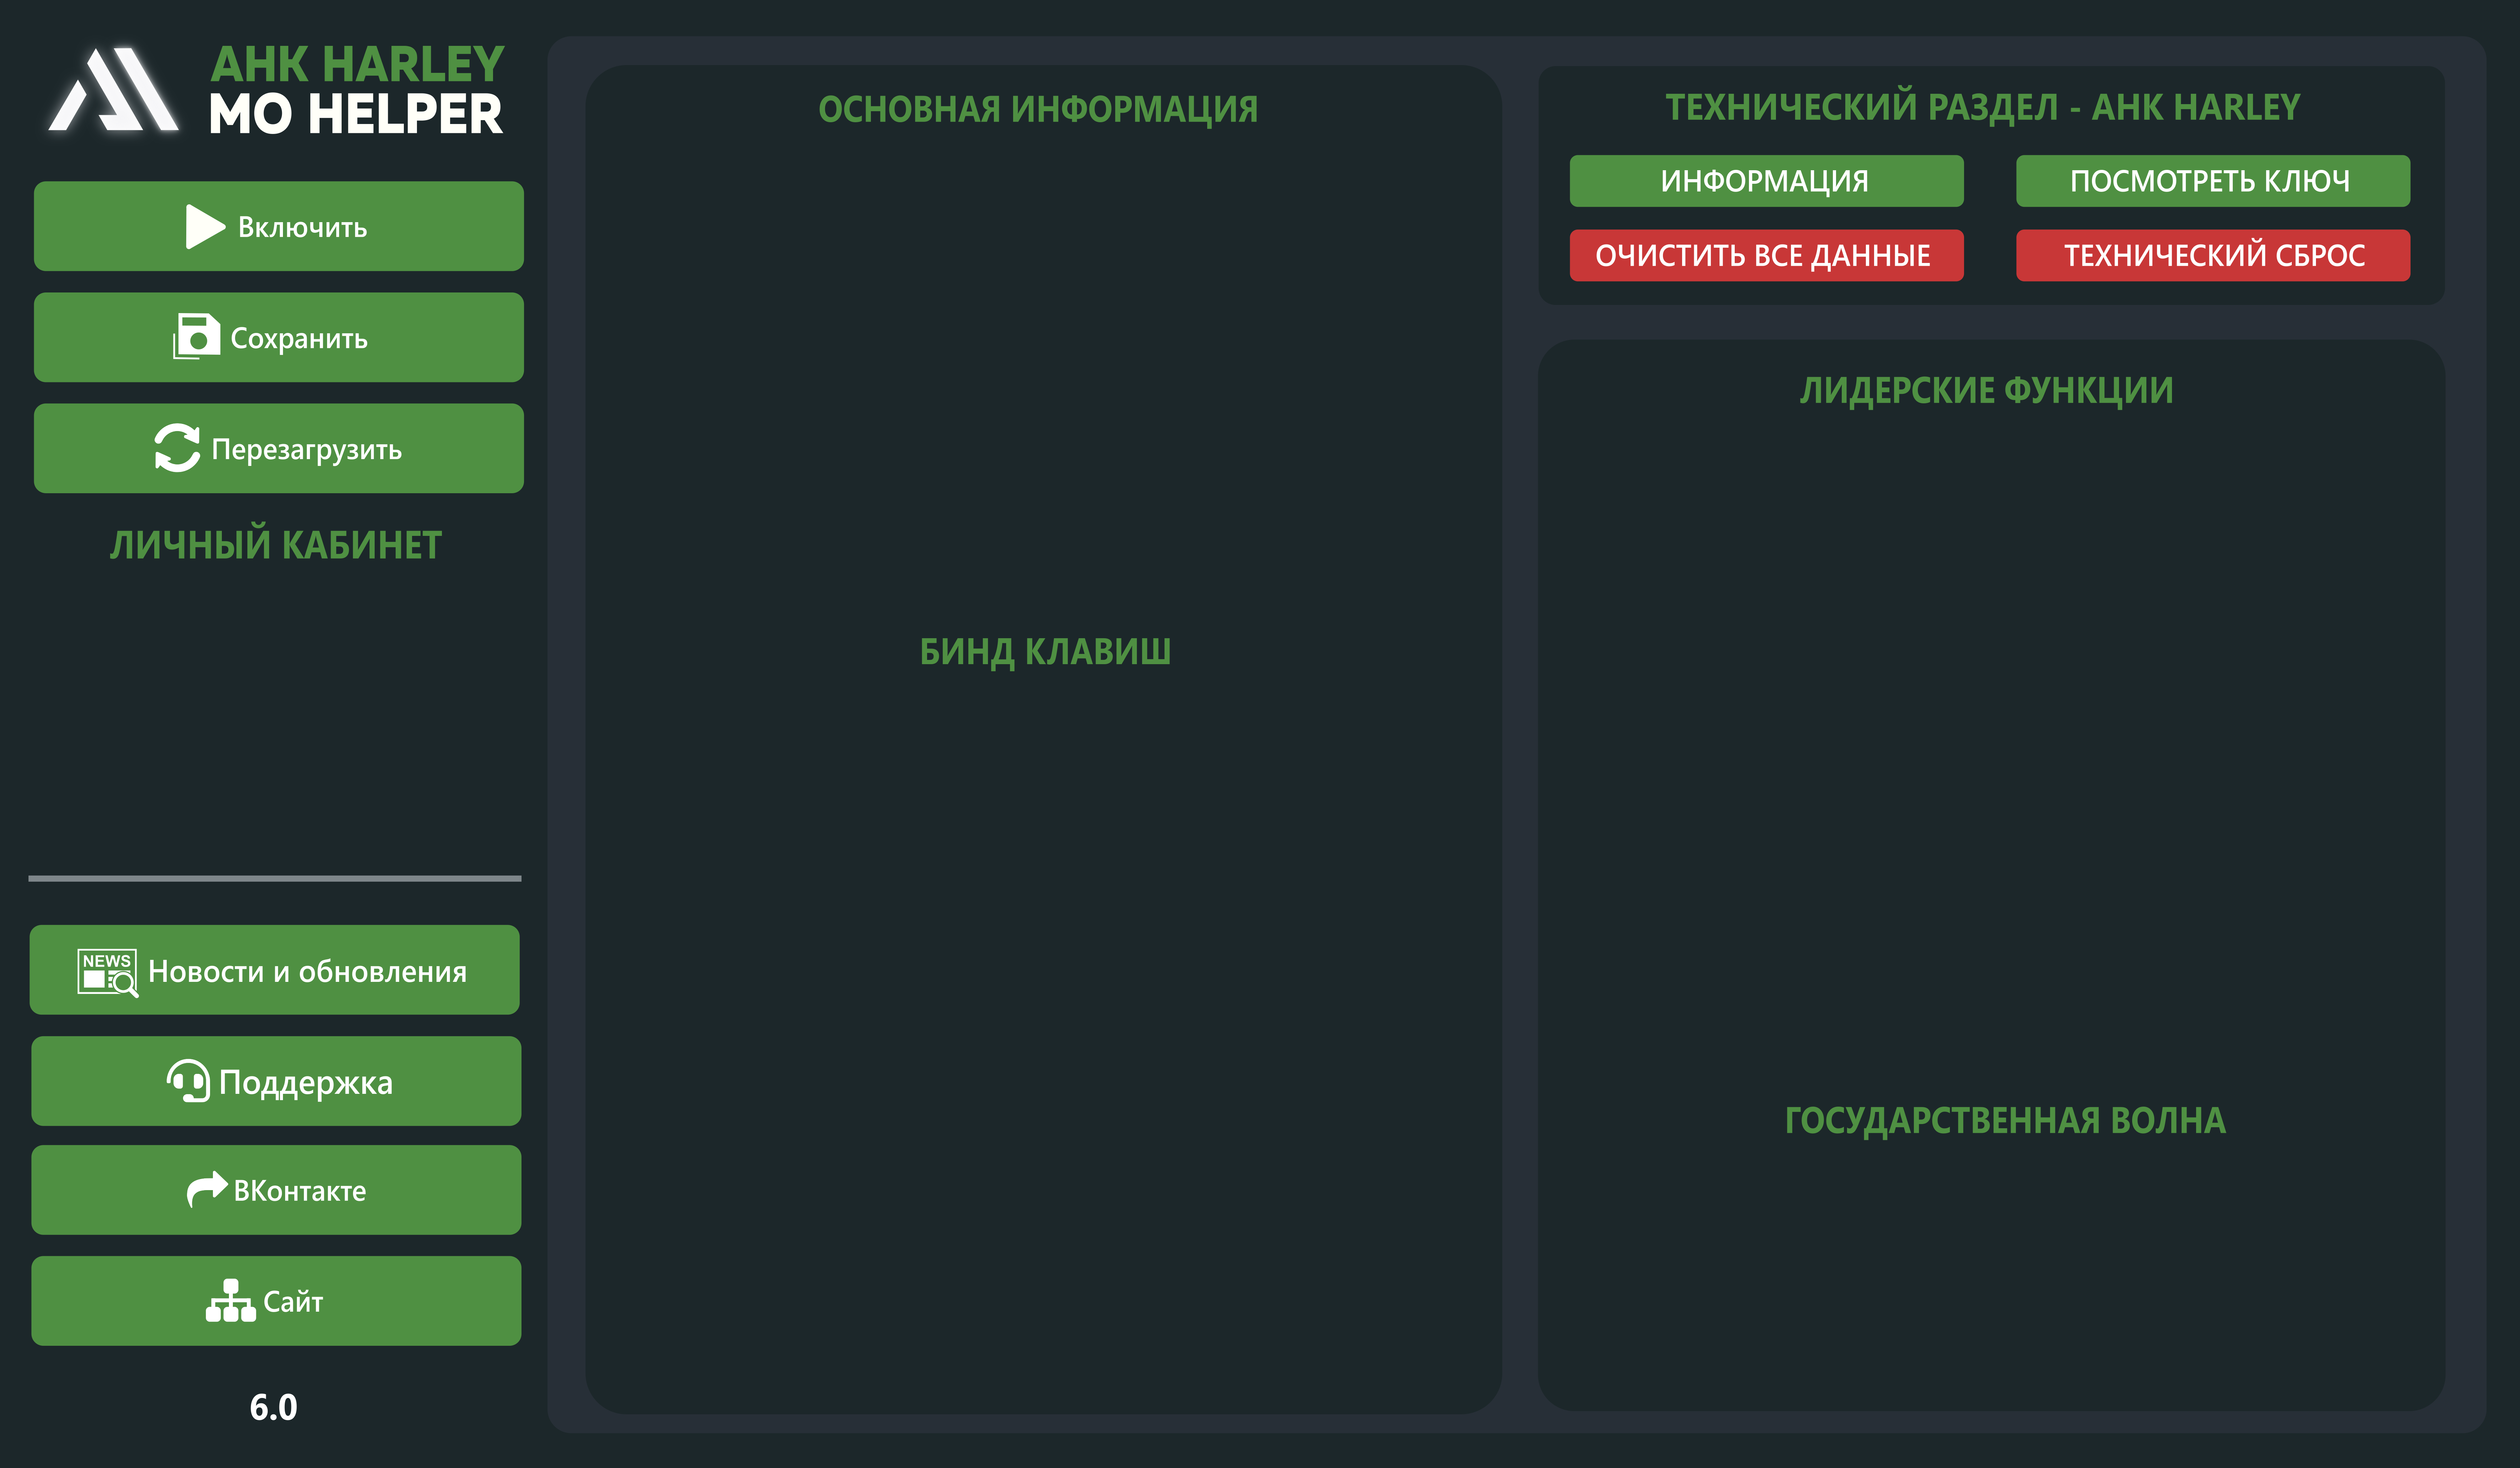 AHK HARLEY
MO HELPER
Включить
Сохранить
Перезагрузить
ЛИЧНЫЙ КАБИНЕТ
NEWS
Новости и обновления
Поддержка
ВКонтакте
Сайт
6.0
ОСНОВНАЯ ИНФОРМАЦИЯ
БИНД КЛАВИШ
ТЕХНИЧЕСКИЙ РАЗДЕЛ - AHK HARLEY
ИНФОРМАЦИЯ
ПОСМОТРЕТЬ КЛЮЧ
ОЧИСТИТЬ ВСЕ ДАННЫЕ
ТЕХНИЧЕСКИЙ СБРОС
ЛИДЕРСКИЕ ФУНКЦИИ
ГОСУДАРСТВЕННАЯ ВОЛНА